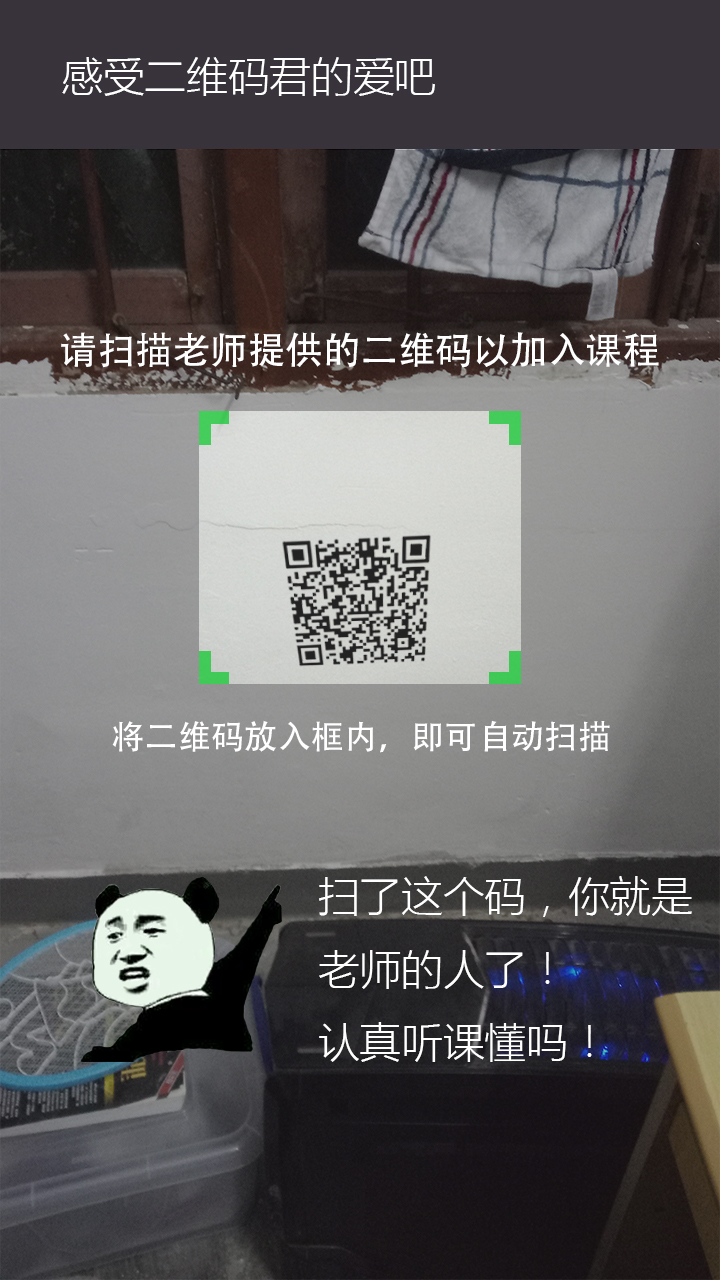 感受二维码君的爱吧
请扫描老师提供的二维码以加入课程
将二维码放入框内，即可自动扫描
扫了这个码，你就是
老师的人了！
认真听课懂吗！